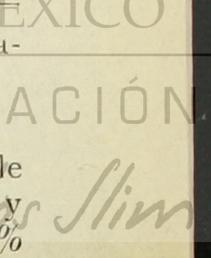 EXICO
a-
ACIÓN
le
Slim
y
%